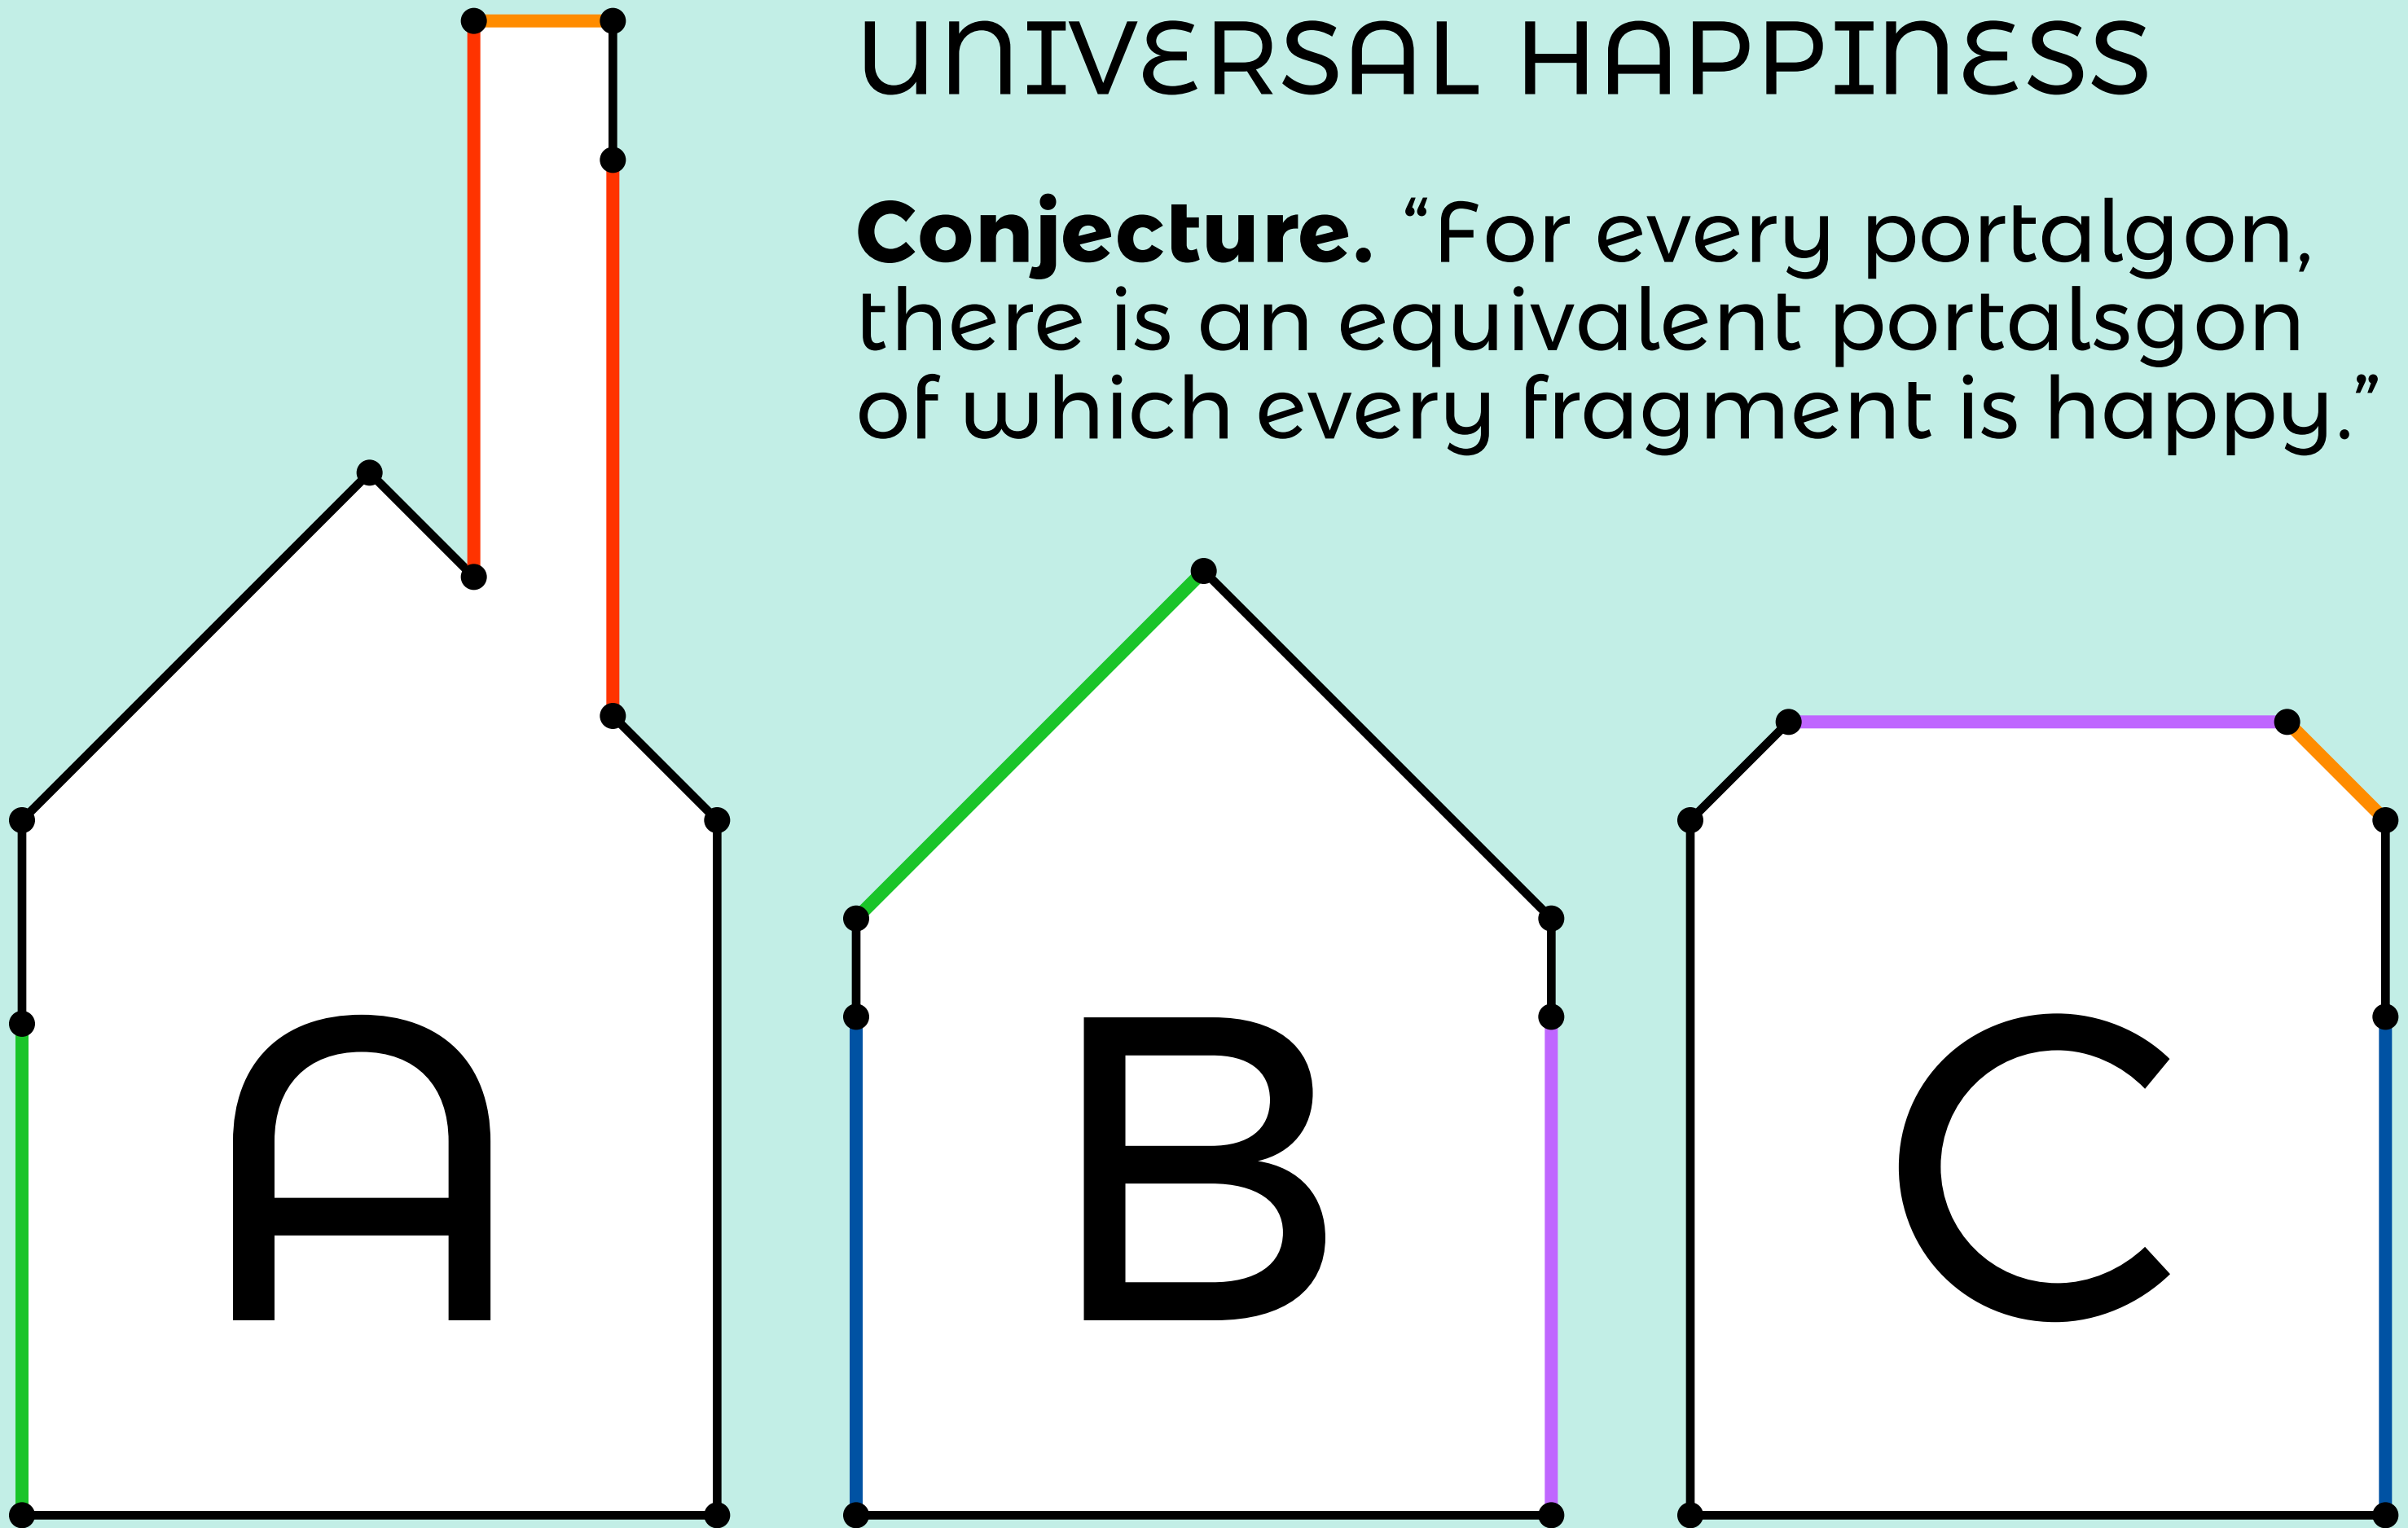 UNIVERSAL HAPPINESS
Conjecture. “For every portalgon,
there is an equivalent portalsgon
of which every fragment is happy.”
A
B
C